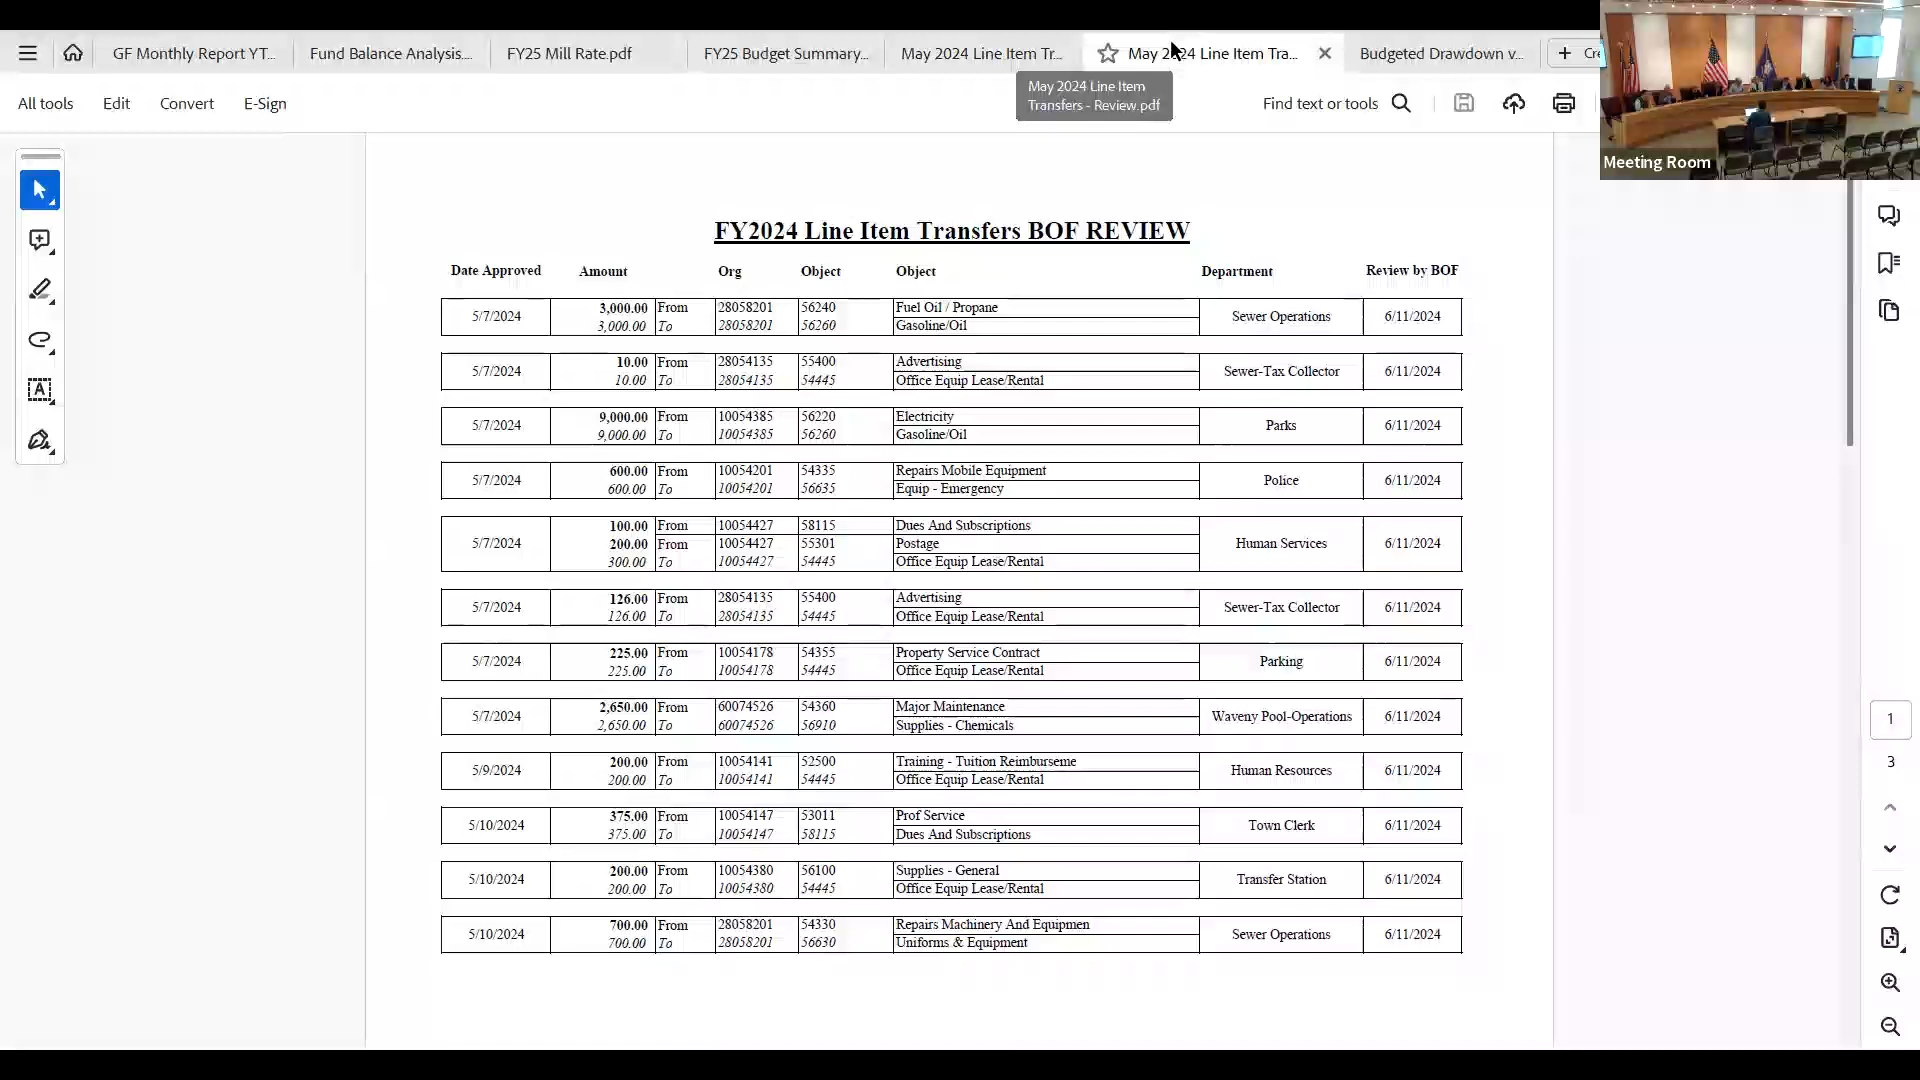 GF Monthly Report YT...
Fund Balance Analysis...
FY25 Mill Rate.pdf
FY25 Budget Summary...
May 2024 Line Item Tr...
May 2024 Line Item Tra...
Budgeted Drawdown v...
May 2024 Line Item
Transfers - Review.pdf
All tools
Edit
Convert
E-Sign
Find text or tools
Meeting Room
FY2024 Line Item Transfers BOF REVIEW
Date Approved Amount Org Object Object Department Review by BOF
5/7/2024 3,000.00 From 28058201 56240 Fuel Oil / Propane Sewer Operations 6/11/2024
3,000.00 To 28058201 56260 Gasoline/Oil
5/7/2024 10.00 From 28054135 55400 Advertising Sewer-Tax Collector 6/11/2024
10.00 To 28054135 54445 Office Equip Lease/Rental
5/7/2024 9,000.00 From 10054385 56220 Electricity Parks 6/11/2024
9,000.00 To 10054385 56260 Gasoline/Oil
5/7/2024 600.00 From 10054201 54335 Repairs Mobile Equipment Police 6/11/2024
600.00 To 10054201 56635 Equip - Emergency
100.00 From 10054427 58115 Dues And Subscriptions
5/7/2024 200.00 From 10054427 55301 Postage Human Services 6/11/2024
300.00 To 10054427 54445 Office Equip Lease/Rental
5/7/2024 126.00 From 28054135 55400 Advertising Sewer-Tax Collector 6/11/2024
126.00 To 28054135 54445 Office Equip Lease/Rental
5/7/2024 225.00 From 10054178 54355 Property Service Contract Parking 6/11/2024
225.00 To 10054178 54445 Office Equip Lease/Rental
5/7/2024 2,650.00 From 60074526 54360 Major Maintenance Waveny Pool-Operations 6/11/2024
2,650.00 To 60074526 56910 Supplies - Chemicals
5/9/2024 200.00 From 10054141 52500 Training - Tuition Reimburseme Human Resources 6/11/2024
200.00 To 10054141 54445 Office Equip Lease/Rental
5/10/2024 375.00 From 10054147 53011 Prof Service Town Clerk 6/11/2024
375.00 To 10054147 58115 Dues And Subscriptions
5/10/2024 200.00 From 10054380 56100 Supplies - General Transfer Station 6/11/2024
200.00 To 10054380 54445 Office Equip Lease/Rental
5/10/2024 700.00 From 28058201 54330 Repairs Machinery And Equipmen Sewer Operations 6/11/2024
700.00 To 28058201 56630 Uniforms & Equipment
1
3